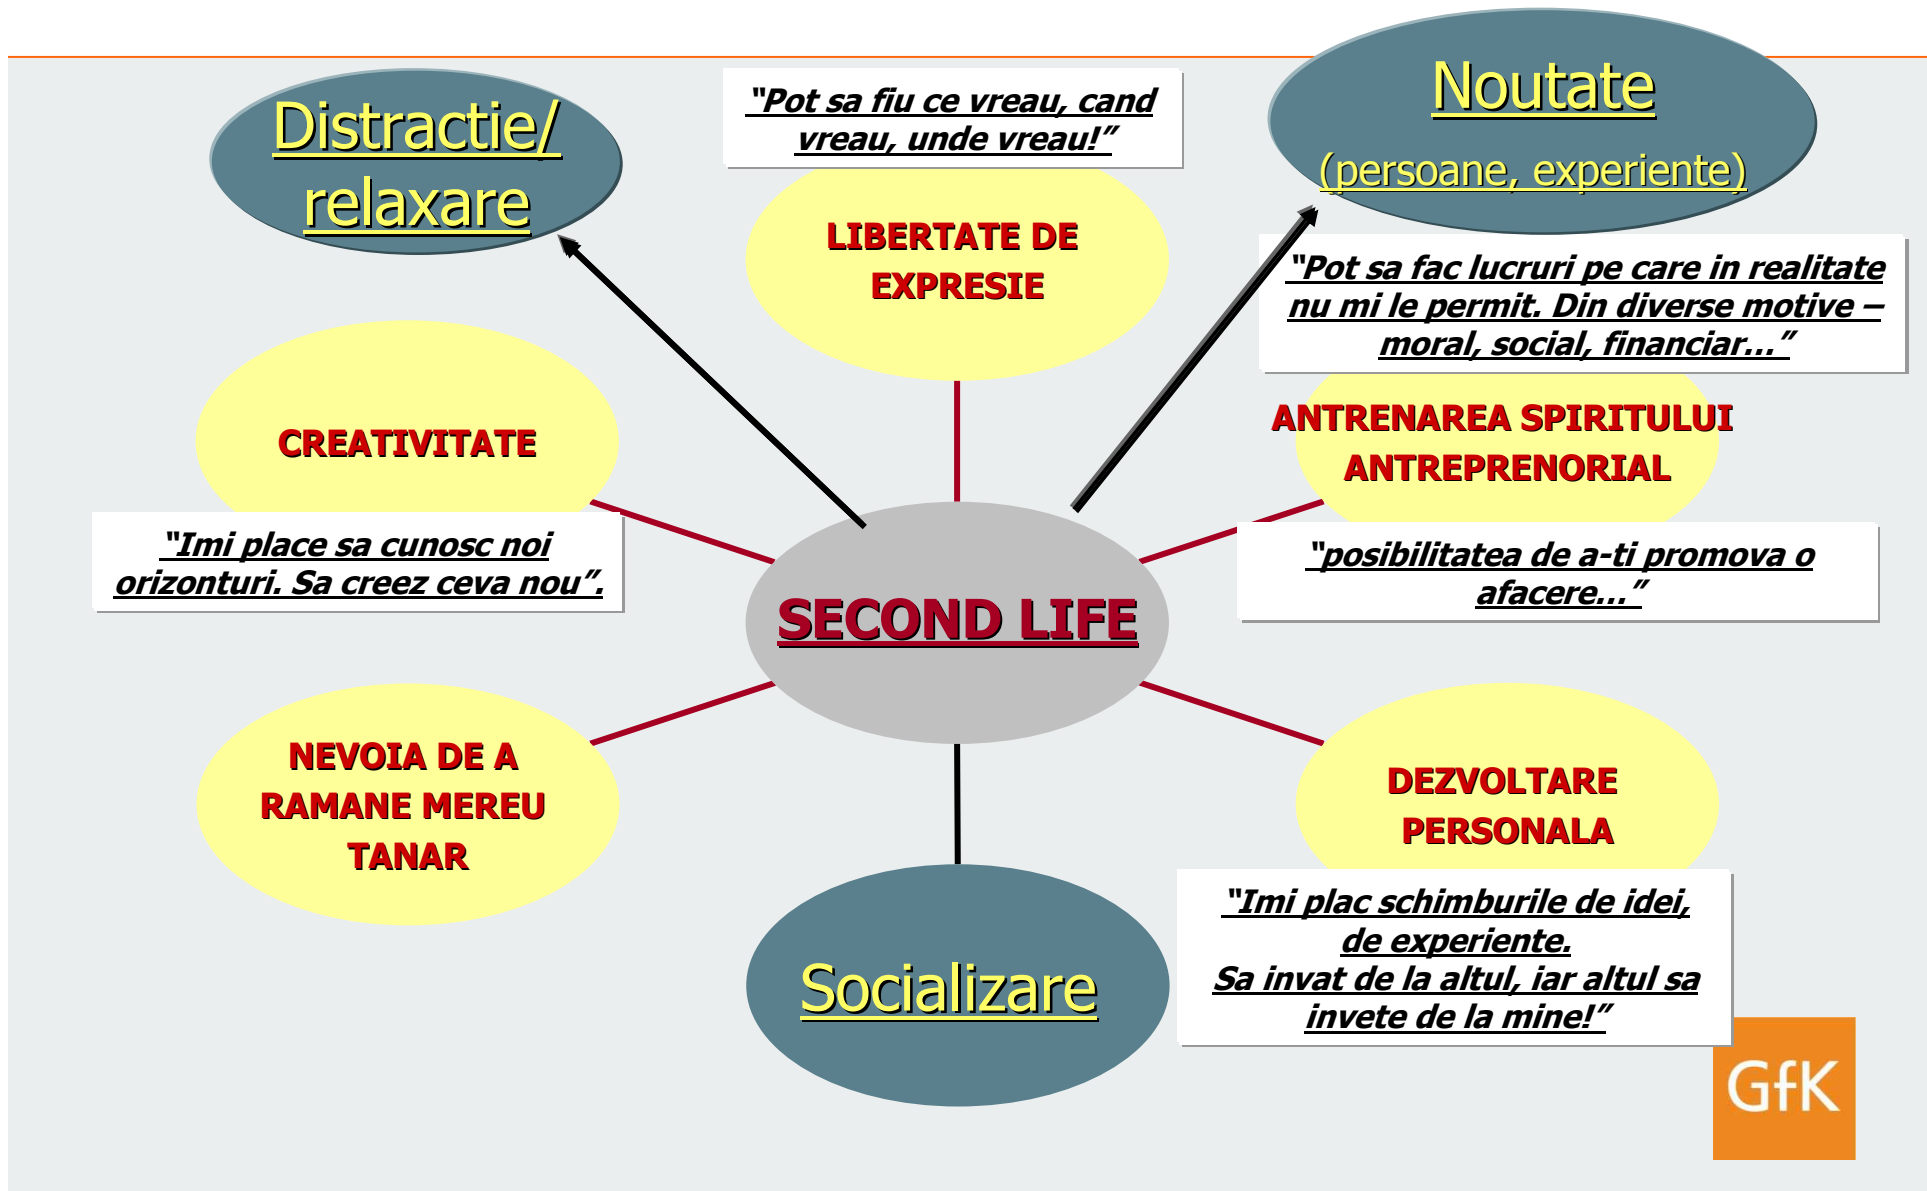 Distractie/
relaxare
“Pot sa fiu ce vreau, cand
vreau, unde vreau!”
Noutate
(persoane, experiente)
LIBERTATE DE
EXPRESIE
“Pot sa fac lucruri pe care in realitate
nu mi le permit. Din diverse motive –
moral, social, financiar…”
CREATIVITATE
ANTRENAREA SPIRITULUI
ANTREPRENORIAL
“Imi place sa cunosc noi
orizonturi. Sa creez ceva nou”.
“posibilitatea de a-ti promova o
afacere…”
SECOND LIFE
NEVOIA DE A
RAMANE MEREU
TANAR
DEZVOLTARE
PERSONALA
Socializare
“Imi plac schimburile de idei,
de experiente.
Sa invat de la altul, iar altul sa
invete de la mine!”
GfK